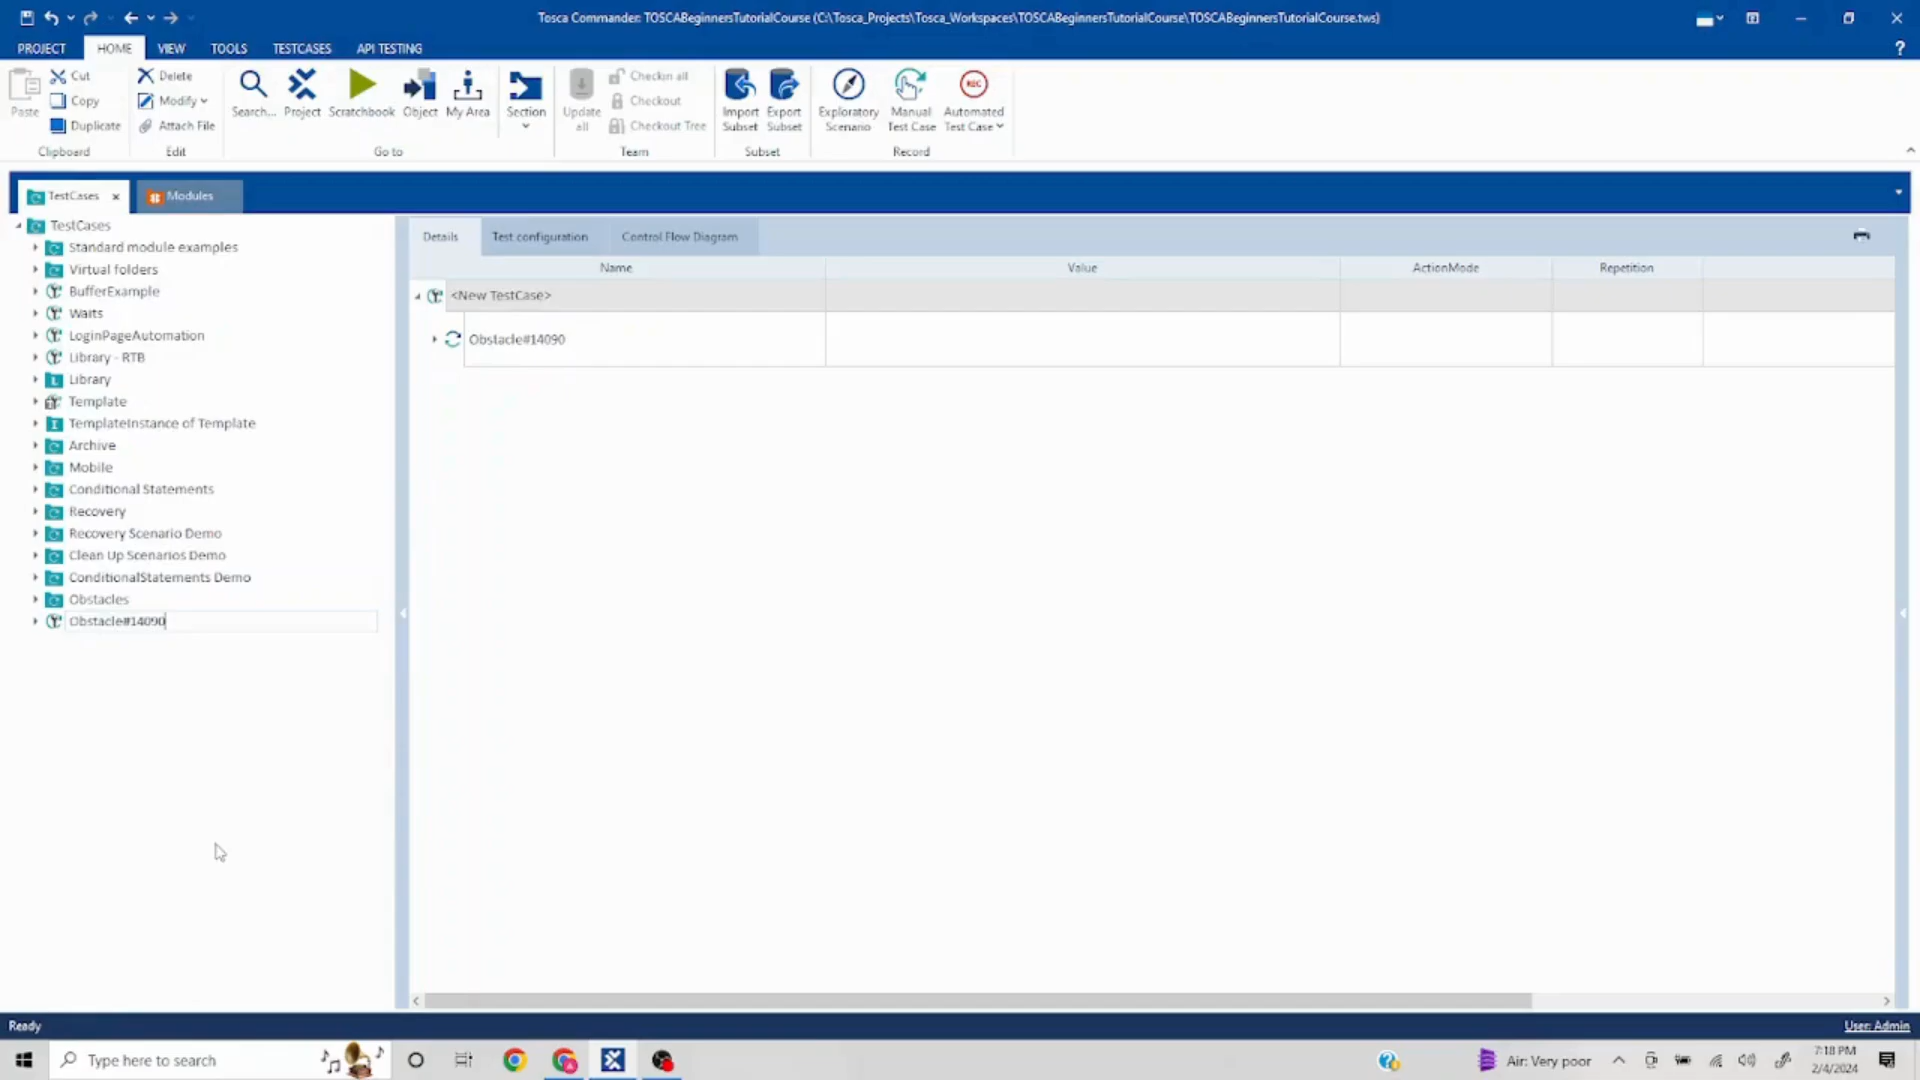 Tosca Commander: TOSCABeginnersTutorialCourse (C:\Tosca_Projects\Tosca_Workspaces\TOSCABeginnersTutorialCourse\TOSCABeginnersTutorialCourse.tws)
PROJECT HOME VIEW TOOLS TESTCASES API TESTING ?
Paste
Cut
Copy
Duplicate
Clipboard
Delete
Modify
Attach File
Edit
Search... Project Scratchbook Object My Area
Go to
Section
Update all
Checkin all
Checkout
Checkout Tree
Team
Import Subset
Export Subset
Subset
Exploratory Scenario
Manual Test Case
REC
Automated Test Case
Record
TestCases x Modules
TestCases
Standard module examples
Virtual folders
BufferExample
Waits
LoginPageAutomation
Library - RTB
Library
Template
TemplateInstance of Template
Archive
Mobile
Conditional Statements
Recovery
Recovery Scenario Demo
Clean Up Scenarios Demo
ConditionalStatements Demo
Obstacles
Obstacle#14090
Details Test configuration Control Flow Diagram
Name Value ActionMode Repetition
<New TestCase>
Obstacle#14090
Ready
User: Admin
Type here to search
Air: Very poor
7:18 PM
2/4/2024